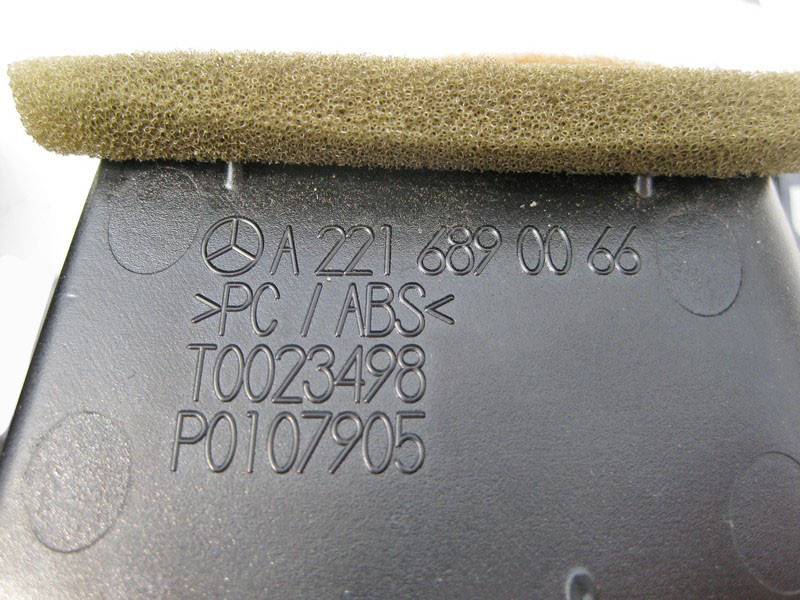 A 221 689 00 66
>PC / ABS<
T0023498
P0107905